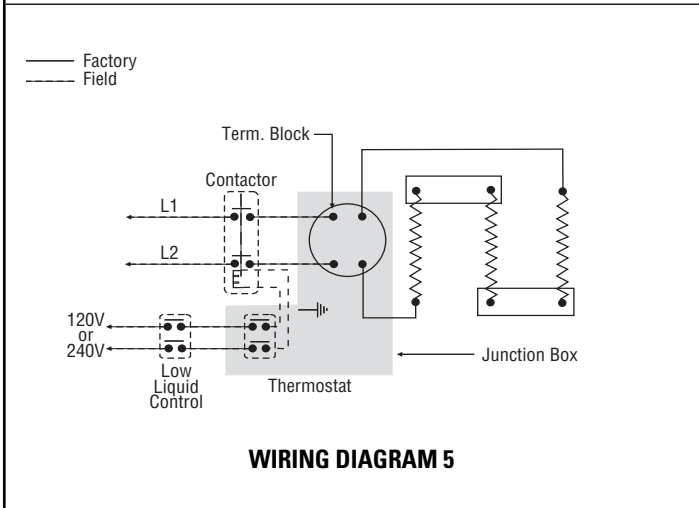 Factory
Field
Term. Block
Contactor
L1
L2
120V
or
240V
Low
Liquid
Control
Thermostat
Junction Box
WIRING DIAGRAM 5